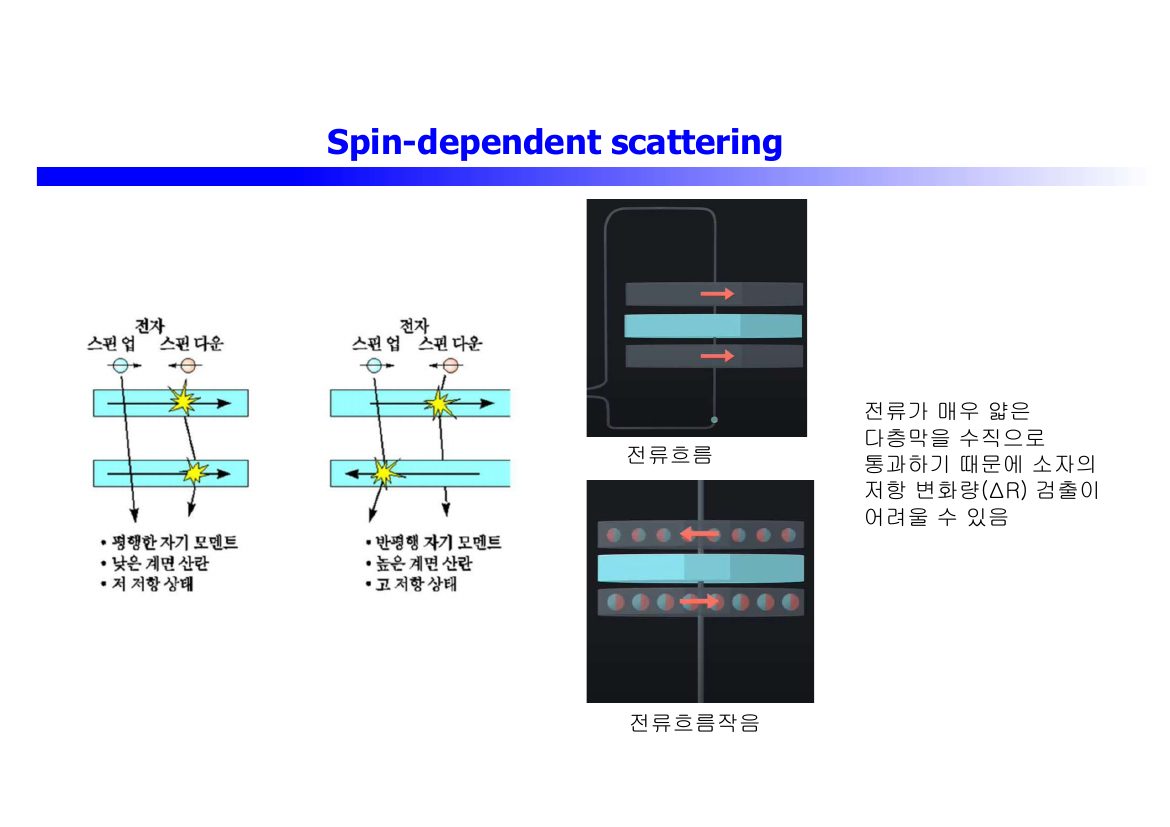 Spin-dependent scattering
전자
스핀 업 스핀 다운
• 평행한 자기 모멘트
• 낮은 계면 산란
• 저 저항 상태
전자
스핀 업 스핀 다운
• 반평행 자기 모멘트
• 높은 계면 산란
• 고 저항 상태
전류흐름
전류흐름작음
전류가 매우 얇은
다층막을 수직으로
통과하기 때문에 소자의
저항 변화량(ΔR) 검출이
어려울 수 있음